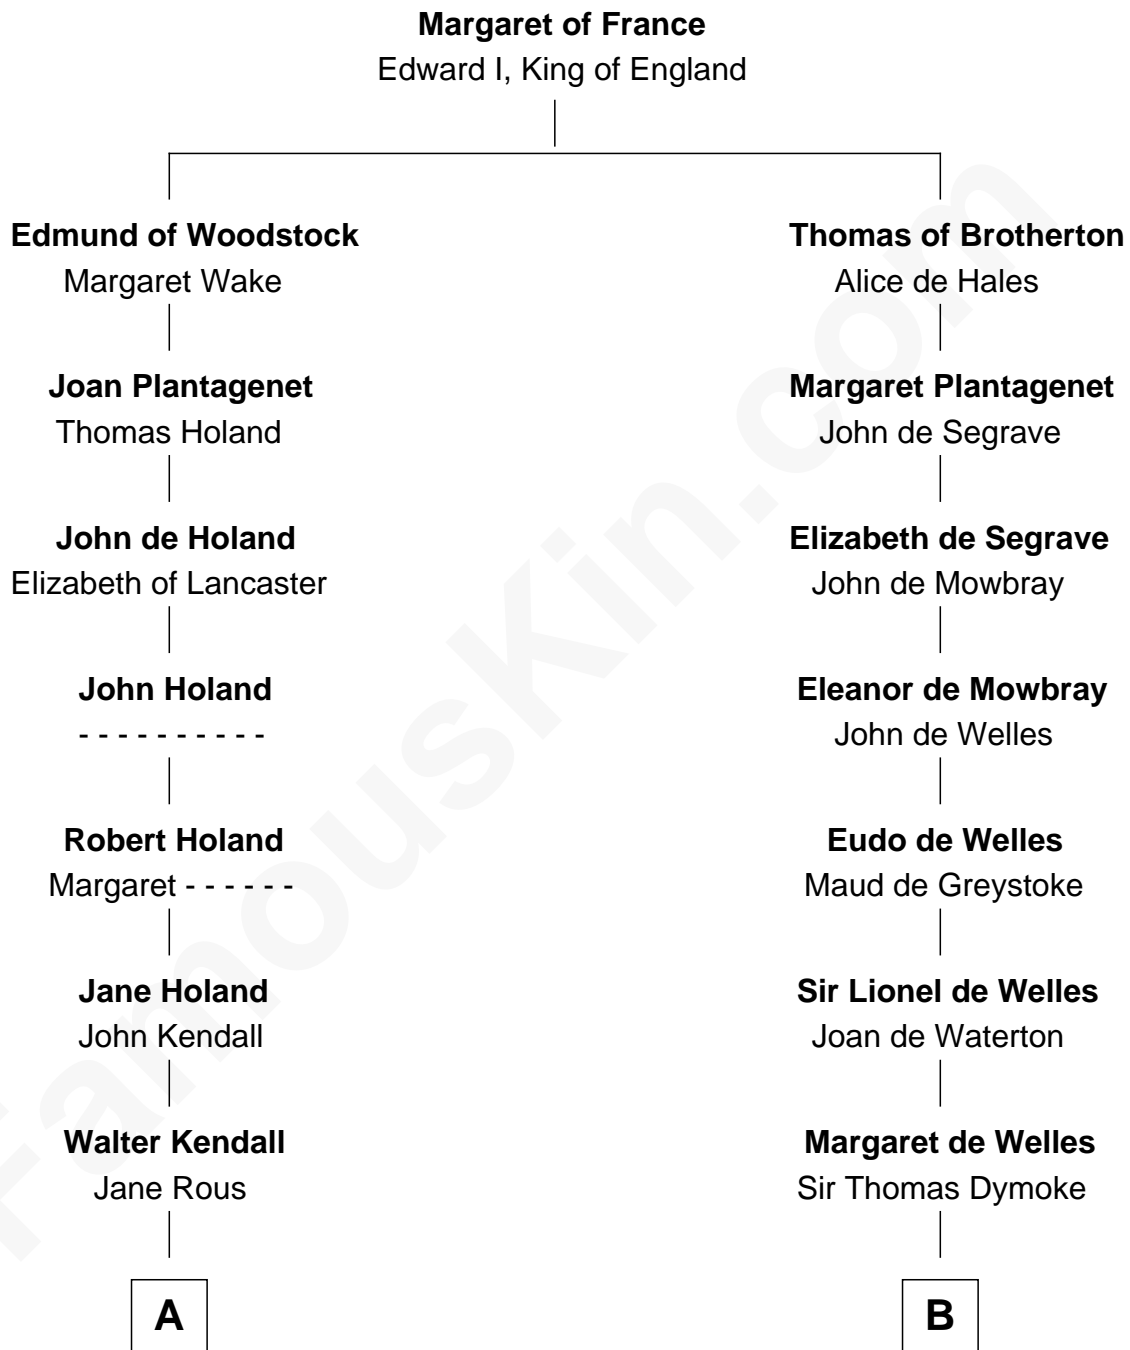 Margaret of France
Edward I, King of England
Edmund of Woodstock
Margaret Wake
Thomas of Brotherton
Alice de Hales
Joan Plantagenet
Thomas Holand
Margaret Plantagenet
John de Segrave
John de Holand
Elizabeth of Lancaster
Elizabeth de Segrave
John de Mowbray
John Holand
- - - - - - - - - -
Eleanor de Mowbray
John de Welles
Robert Holand
Margaret - - - - - -
Eudo de Welles
Maud de Greystoke
Jane Holand
John Kendall
Sir Lionel de Welles
Joan de Waterton
Walter Kendall
Jane Rous
Margaret de Welles
Sir Thomas Dymoke
A
B
FamousKin.com